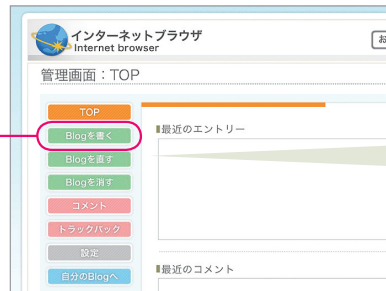 インターネットブラウザ
Internet browser
お
管理画面：TOP
TOP
Blogを書く
Blogを直す
Blogを消す
コメント
トラックバック
設定
自分のBlogへ
最近のエントリー
最近のコメント